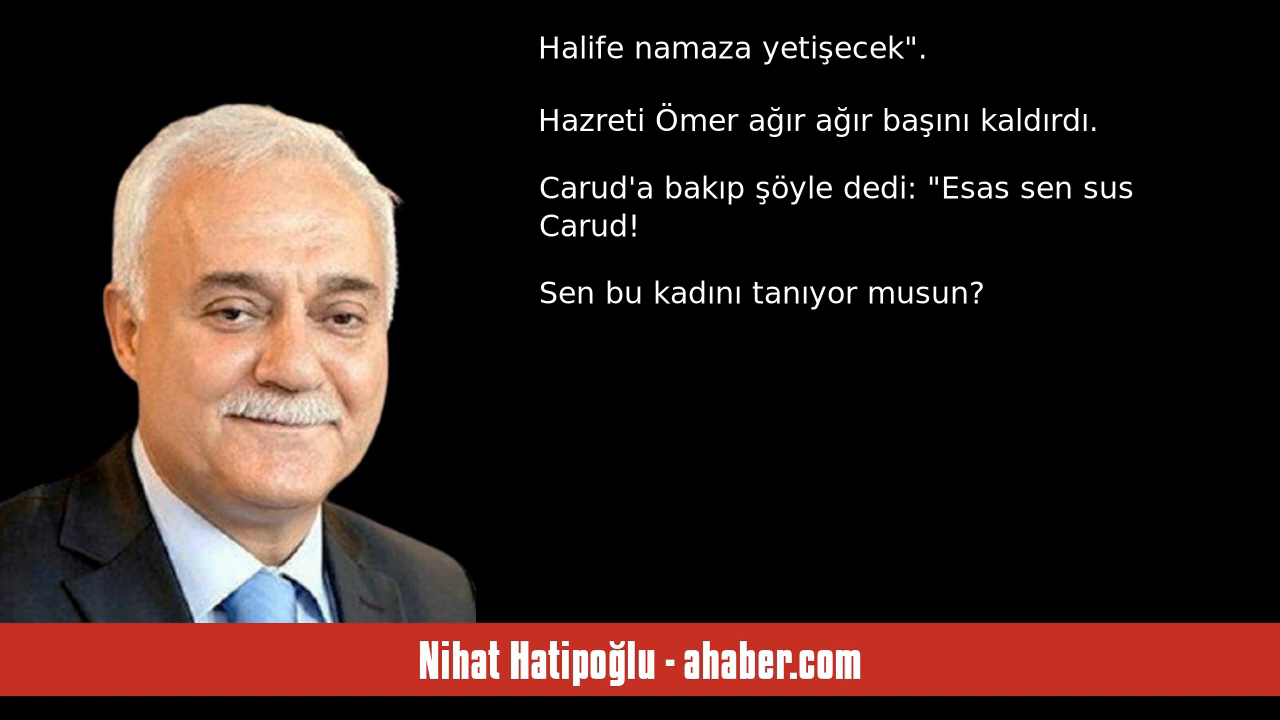 Halife namaza yetişecek".
Hazreti Ömer ağır ağır başını kaldırdı.
Carud'a bakıp şöyle dedi: "Esas sen sus
Carud!
Sen bu kadını tanıyor musun?
Nihat Hatipoğlu - ahaber.com